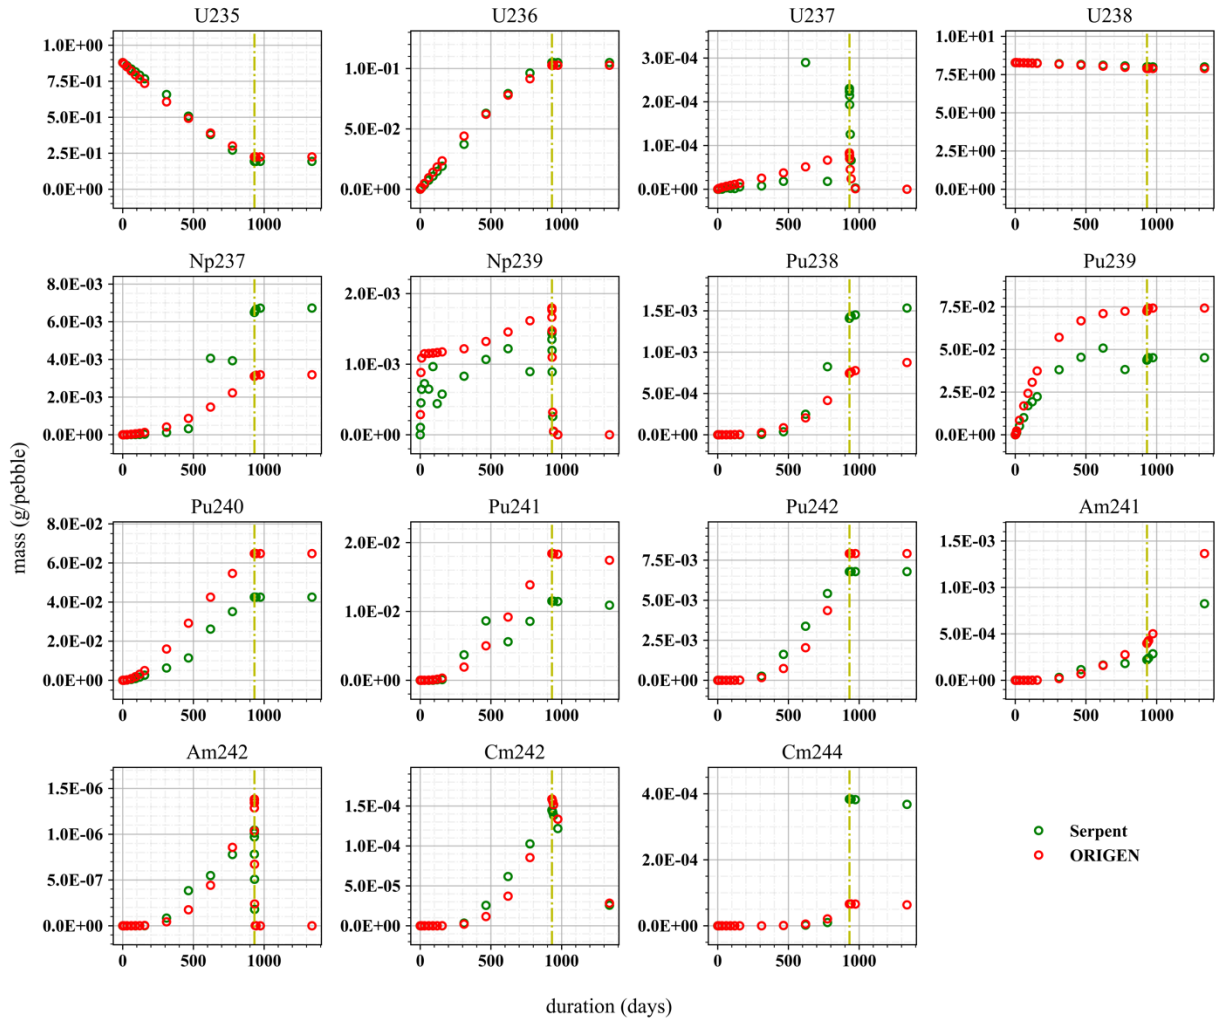 U235 U236 U237 U238
1.0E+00 7.5E-01 5.0E-01 2.5E-01 0.0E+00
0 500 1000
1.0E-01 5.0E-02 0.0E+00
0 500 1000
3.0E-04 2.0E-04 1.0E-04 0.0E+00
0 500 1000
1.0E+01 7.5E+00 5.0E+00 2.5E+00 0.0E+00
0 500 1000
Np237 Np239 Pu238 Pu239
8.0E-03 6.0E-03 4.0E-03 2.0E-03 0.0E+00
0 500 1000
2.0E-03 1.0E-03 0.0E+00
0 500 1000
1.5E-03 1.0E-03 5.0E-04 0.0E+00
0 500 1000
7.5E-02 5.0E-02 2.5E-02 0.0E+00
0 500 1000
mass (g/pebble)
Pu240 Pu241 Pu242 Am241
8.0E-02 6.0E-02 4.0E-02 2.0E-02 0.0E+00
0 500 1000
2.0E-02 1.0E-02 0.0E+00
0 500 1000
7.5E-03 5.0E-03 2.5E-03 0.0E+00
0 500 1000
1.5E-03 1.0E-03 5.0E-04 0.0E+00
0 500 1000
Am242 Cm242 Cm244
1.5E-06 1.0E-06 5.0E-07 0.0E+00
0 500 1000
1.5E-04 1.0E-04 5.0E-05 0.0E+00
0 500 1000
4.0E-04 2.0E-04 0.0E+00
0 500 1000
Serpent
ORIGEN
duration (days)